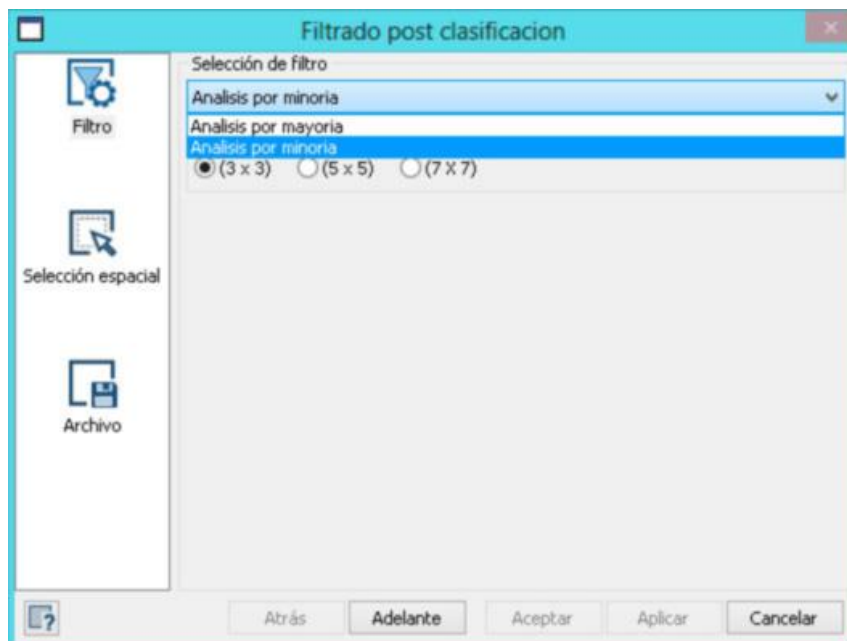 Filtrado post clasificacion
Filtro
Selección espacial
Archivo
Selección de filtro
Analisis por minoria
Analisis por mayoria
Analisis por minoria
(3 x 3) (5 x 5) (7 X 7)
Atrás Adelante Aceptar Aplicar Cancelar